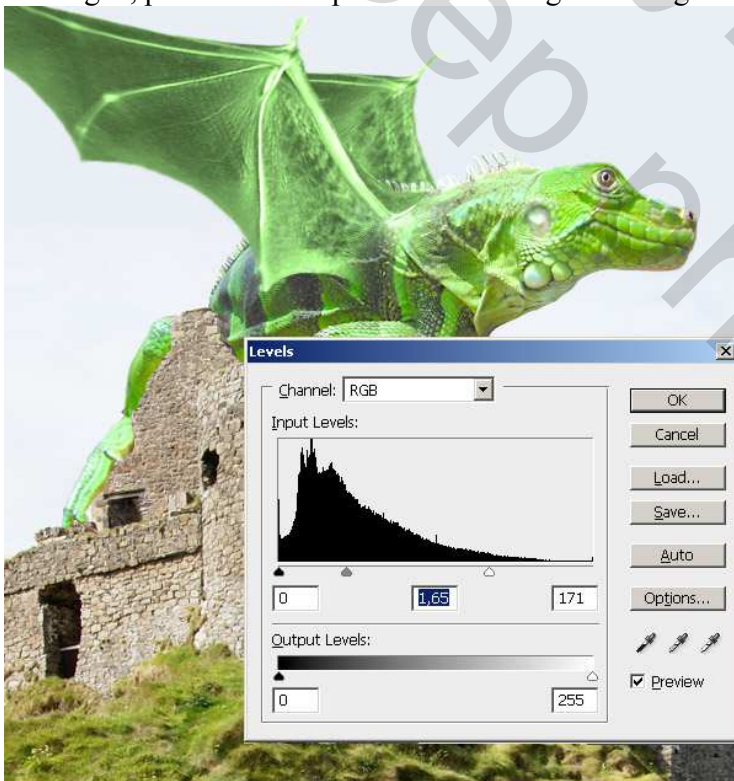 Levels
Channel: RGB
OK
Input Levels:
Cancel
Load...
Save...
Auto
0 1,65 171
Options...
Output Levels:
Preview
0 255